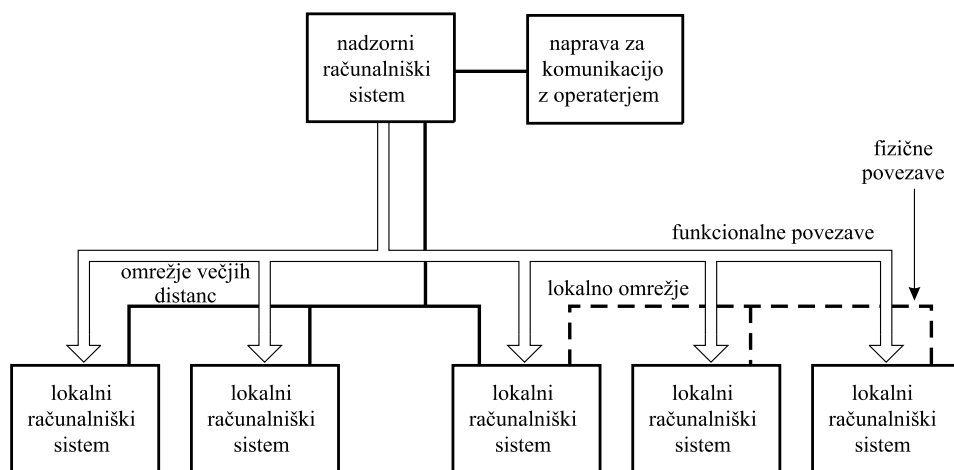 nadzorni
računalniški
sistem
naprava za
komunikacijo
z operaterjem
fizične
povezave
funkcionalne povezave
omrežje večjih
distanc
lokalno omrežje
lokalni
računalniški
sistem
lokalni
računalniški
sistem
lokalni
računalniški
sistem
lokalni
računalniški
sistem
lokalni
računalniški
sistem